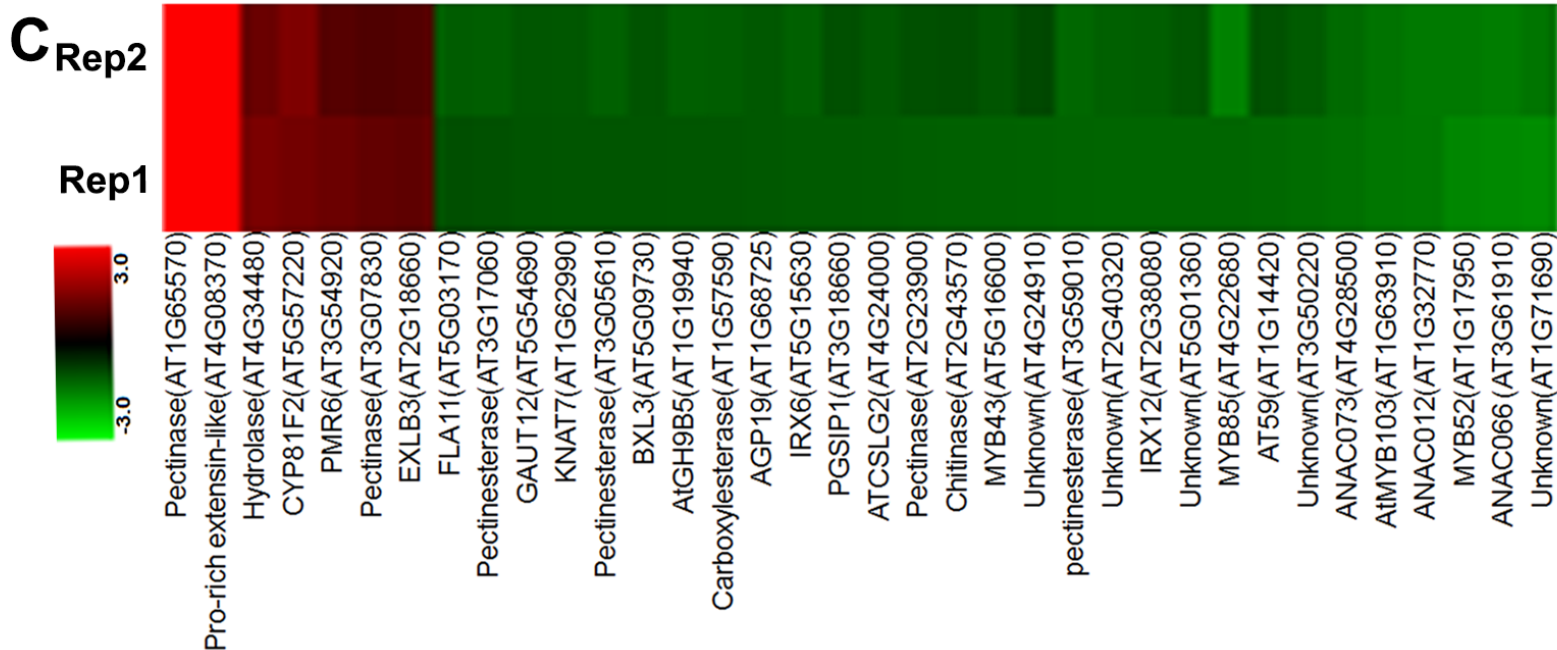 C
Rep2
Rep1
3.0
-3.0
Pectinase(AT1G65570)
Pro-rich extensin-like(AT4G08370)
Hydrolase(AT4G34480)
CYP81F2(AT5G57220)
PMR6(AT3G54920)
Pectinase(AT3G07830)
EXLB3(AT2G18660)
FLA11(AT5G03170)
Pectinesterase(AT3G17060)
GAUT12(AT5G54690)
KNAT7(AT1G62990)
Pectinesterase(AT3G05610)
BXL3(AT5G09730)
AtGH9B5(AT1G19940)
Carboxylesterase(AT1G57590)
AGP19(AT1G68725)
IRX6(AT5G15630)
PGSIP1(AT3G18660)
ATCSLG2(AT4G24000)
Pectinase(AT2G23900)
Chitinase(AT2G43570)
MYB43(AT5G16600)
Unknown(AT4G24910)
pectinesterase(AT3G59010)
Unknown(AT2G40320)
IRX12(AT2G38080)
Unknown(AT5G01360)
MYB85(AT4G22680)
AT59(AT1G14420)
Unknown(AT3G50220)
ANAC073(AT4G28500)
AtMYB103(AT1G63910)
ANAC012(AT1G32770)
MYB52(AT1G17950)
ANAC066 (AT3G61910)
Unknown(AT1G71690)